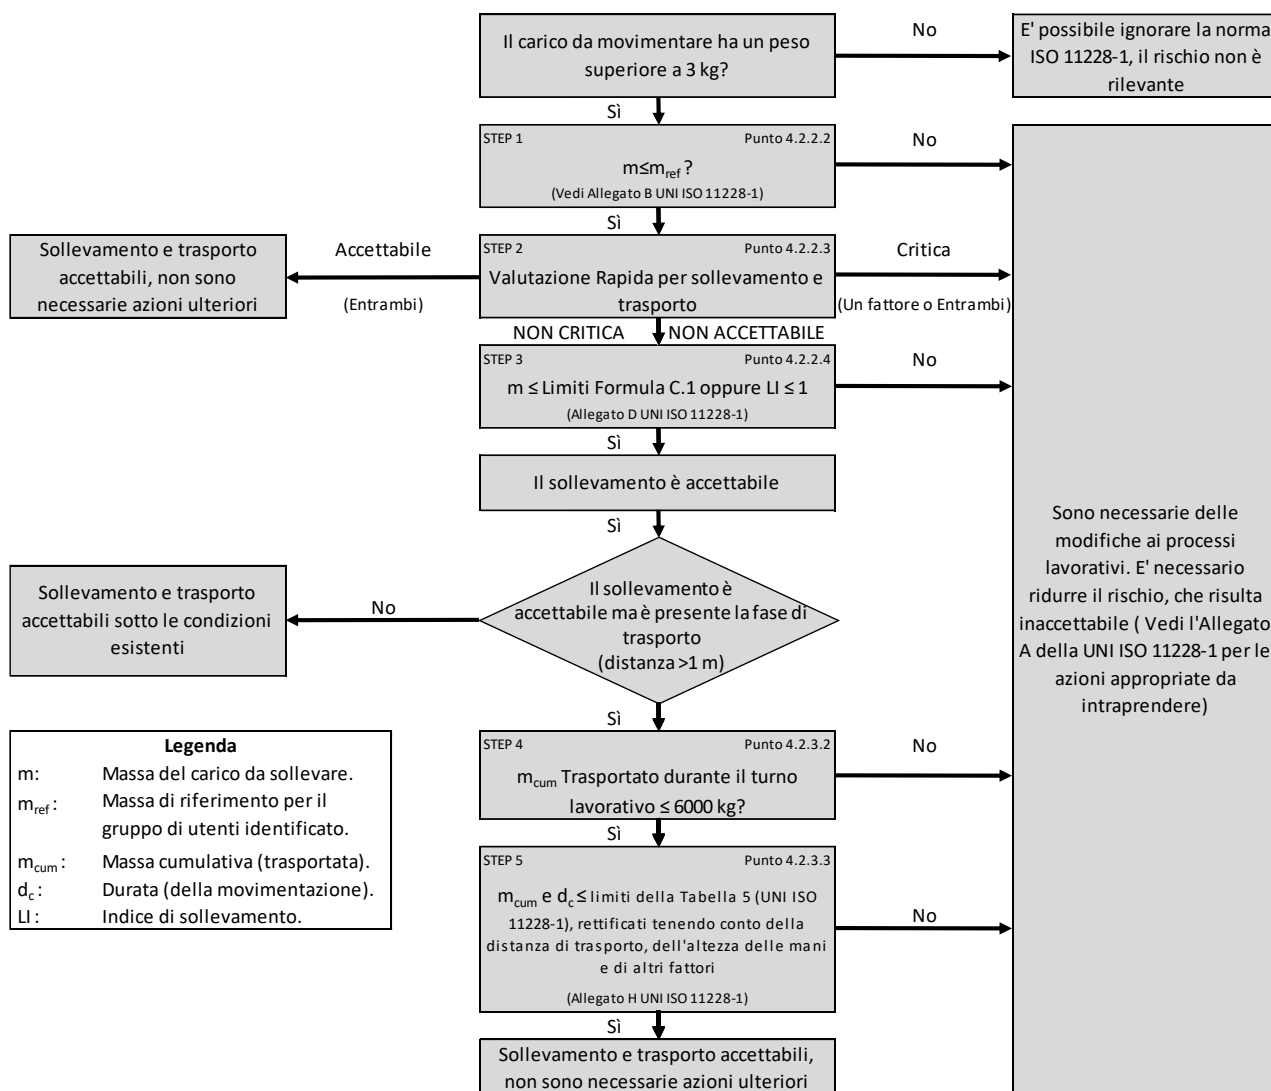 Il carico da movimentare ha un peso
superiore a 3 kg?
No
E' possibile ignorare la norma
ISO 11228-1, il rischio non è
rilevante
Sì
STEP 1
Punto 4.2.2.2
m≤mref ?
(Vedi Allegato B UNI ISO 11228-1)
No
Sì
Sollevamento e trasporto
accettabili, non sono
necessarie azioni ulteriori
Accettabile
(Entrambi)
STEP 2
Punto 4.2.2.3
Valutazione Rapida per sollevamento e
trasporto
Critica
(Un fattore o Entrambi)
NON CRITICA
NON ACCETTABILE
STEP 3
Punto 4.2.2.4
m ≤ Limiti Formula C.1 oppure LI ≤ 1
(Allegato D UNI ISO 11228-1)
No
Sì
Il sollevamento è accettabile
Sì
Sono necessarie delle
modifiche ai processi
lavorativi. E' necessario
ridurre il rischio, che risulta
inaccettabile ( Vedi l'Allegato
A della UNI ISO 11228-1 per le
azioni appropriate da
intraprendere)
Il sollevamento è
accettabile ma è presente la fase di
trasporto
(distanza >1 m)
No
Sollevamento e trasporto
accettabili sotto le condizioni
esistenti
Sì
STEP 4
Punto 4.2.3.2
mcum Trasportato durante il turno
lavorativo ≤ 6000 kg?
No
Sì
Legenda
m: Massa del carico da sollevare.
mref : Massa di riferimento per il
gruppo di utenti identificato.
mcum : Massa cumulativa (trasportata).
dc : Durata (della movimentazione).
LI : Indice di sollevamento.
STEP 5
Punto 4.2.3.3
mcum e dc ≤ limiti della Tabella 5 (UNI ISO
11228-1), rettificati tenendo conto della
distanza di trasporto, dell'altezza delle mani
e di altri fattori
(Allegato H UNI ISO 11228-1)
No
Sì
Sollevamento e trasporto accettabili,
non sono necessarie azioni ulteriori